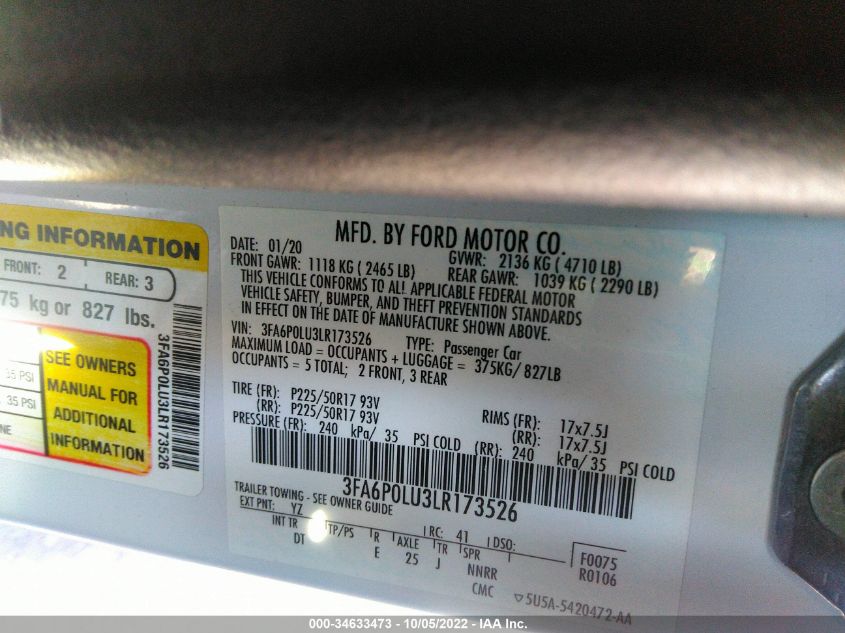 NG INFORMATION
FRONT: 2 REAR: 3
75 kg or 827 lbs.
35 PSI
35 PSI
NE
SEE OWNERS
MANUAL FOR
ADDITIONAL
INFORMATION
3FA6P0LU3LR173526
MFD. BY FORD MOTOR CO.
DATE: 01/20 GVWR: 2136 KG ( 4710 LB)
FRONT GAWR: 1118 KG ( 2465 LB) REAR GAWR: 1039 KG ( 2290 LB)
THIS VEHICLE CONFORMS TO ALL APPLICABLE FEDERAL MOTOR
VEHICLE SAFETY, BUMPER, AND THEFT PREVENTION STANDARDS
IN EFFECT ON THE DATE OF MANUFACTURE SHOWN ABOVE.
VIN: 3FA6P0LU3LR173526 TYPE: Passenger Car
MAXIMUM LOAD = OCCUPANTS + LUGGAGE = 375KG/ 827LB
OCCUPANTS = 5 TOTAL; 2 FRONT, 3 REAR
TIRE (FR): P225/50R17 93V RIMS (FR): 17x7.5J
(RR): P225/50R17 93V (RR): 17x7.5J
PRESSURE (FR): 240 kPa/ 35 PSI COLD (RR): 240 kPa/ 35 PSI COLD
3FA6P0LU3LR173526
TRAILER TOWING - SEE OWNER GUIDE
EXT PNT: YZ RC: 41 DSO:
INT TR TP/PS R AXLE TR SPR
DT E 25 J NNRR
CMC
F0075
R0106
5U5A-5420472-AA
000-34633473 - 10/05/2022 - IAA Inc.